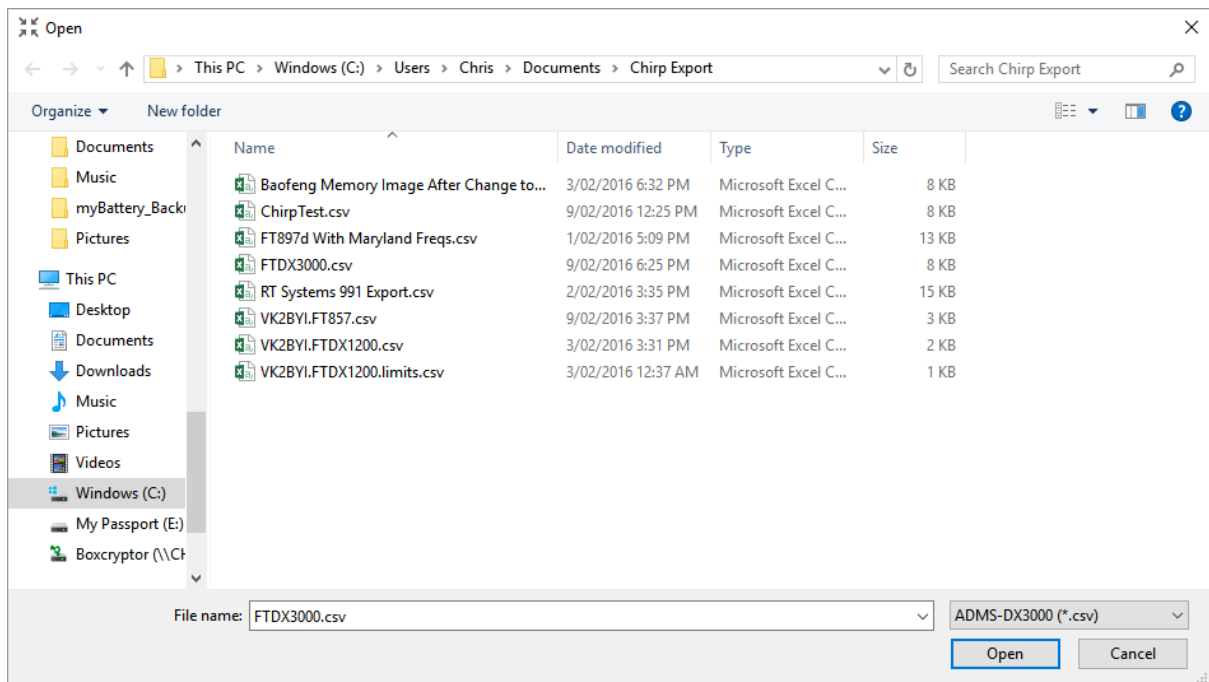 Open
This PC > Windows (C:) > Users > Chris > Documents > Chirp Export
Search Chirp Export
Organize
New folder
Documents
Music
myBattery_Back
Pictures
This PC
Desktop
Documents
Downloads
Music
Pictures
Videos
Windows (C:)
My Passport (E:)
Boxcryptor (\\CH
Name Date modified Type Size
Baofeng Memory Image After Change to... 3/02/2016 6:32 PM Microsoft Excel C... 8 KB
ChirpTest.csv 9/02/2016 12:25 PM Microsoft Excel C... 8 KB
FT897d With Maryland Freqs.csv 1/02/2016 5:09 PM Microsoft Excel C... 13 KB
FTDX3000.csv 9/02/2016 6:25 PM Microsoft Excel C... 8 KB
RT Systems 991 Export.csv 2/02/2016 3:35 PM Microsoft Excel C... 15 KB
VK2BYI.FT857.csv 9/02/2016 3:37 PM Microsoft Excel C... 3 KB
VK2BYI.FTDX1200.csv 3/02/2016 3:31 PM Microsoft Excel C... 2 KB
VK2BYI.FTDX1200.limits.csv 3/02/2016 12:37 AM Microsoft Excel C... 1 KB
File name: FTDX3000.csv
ADMS-DX3000 (*.csv)
Open
Cancel